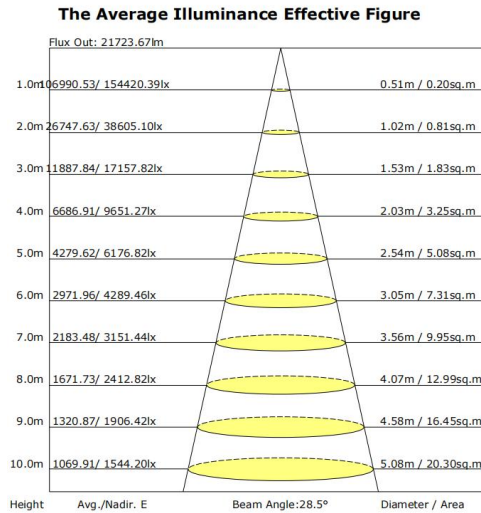 The Average Illuminance Effective Figure
Flux Out: 21723.67lm
1.0m 106990.53/ 154420.39lx 0.51m / 0.20sq.m
2.0m 26747.63/ 38605.10lx 1.02m / 0.81sq.m
3.0m 11887.84/ 17157.82lx 1.53m / 1.83sq.m
4.0m 6686.91/ 9651.27lx 2.03m / 3.25sq.m
5.0m 4279.62/ 6176.82lx 2.54m / 5.08sq.m
6.0m 2971.96/ 4289.46lx 3.05m / 7.31sq.m
7.0m 2183.48/ 3151.44lx 3.56m / 9.95sq.m
8.0m 1671.73/ 2412.82lx 4.07m / 12.99sq.m
9.0m 1320.87/ 1906.42lx 4.58m / 16.45sq.m
10.0m 1069.91/ 1544.20lx 5.08m / 20.30sq.m
Height Avg./Nadir. E Beam Angle:28.5° Diameter / Area